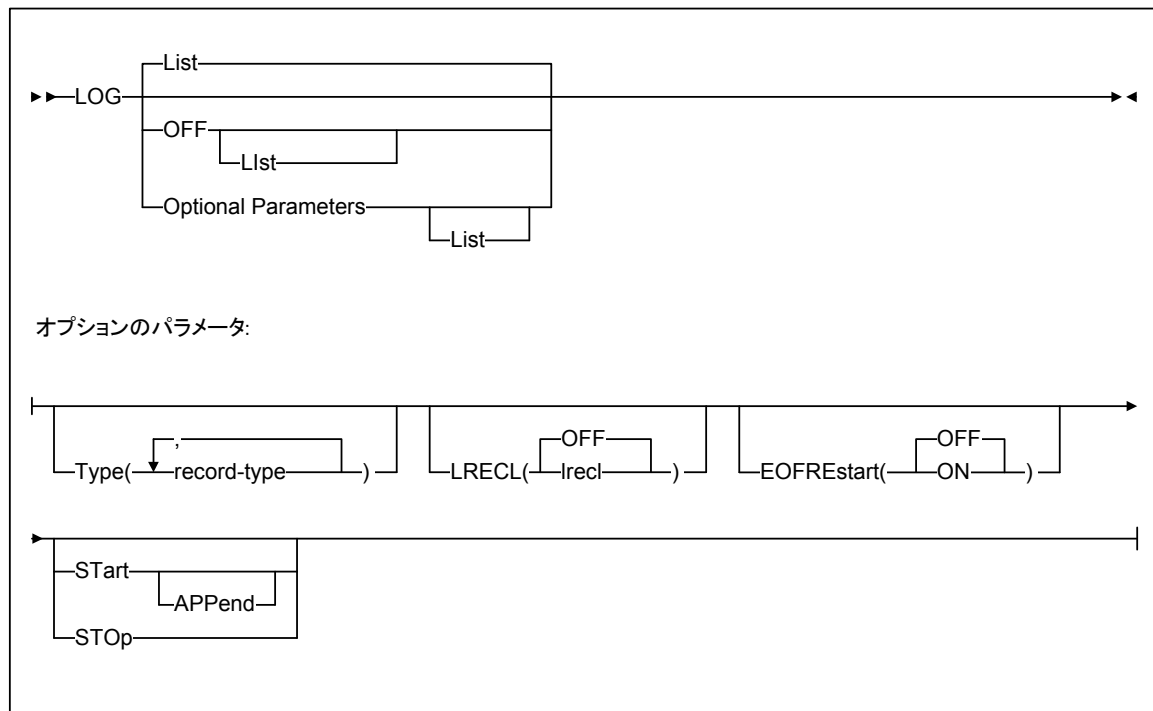 List
LOG
OFF
LIst
Optional Parameters
List
オプションのパラメータ:
,
OFF
OFF
Type( record-type )
LRECL( lrecl )
EOFREstart( ON )
STart
APPend
STOp